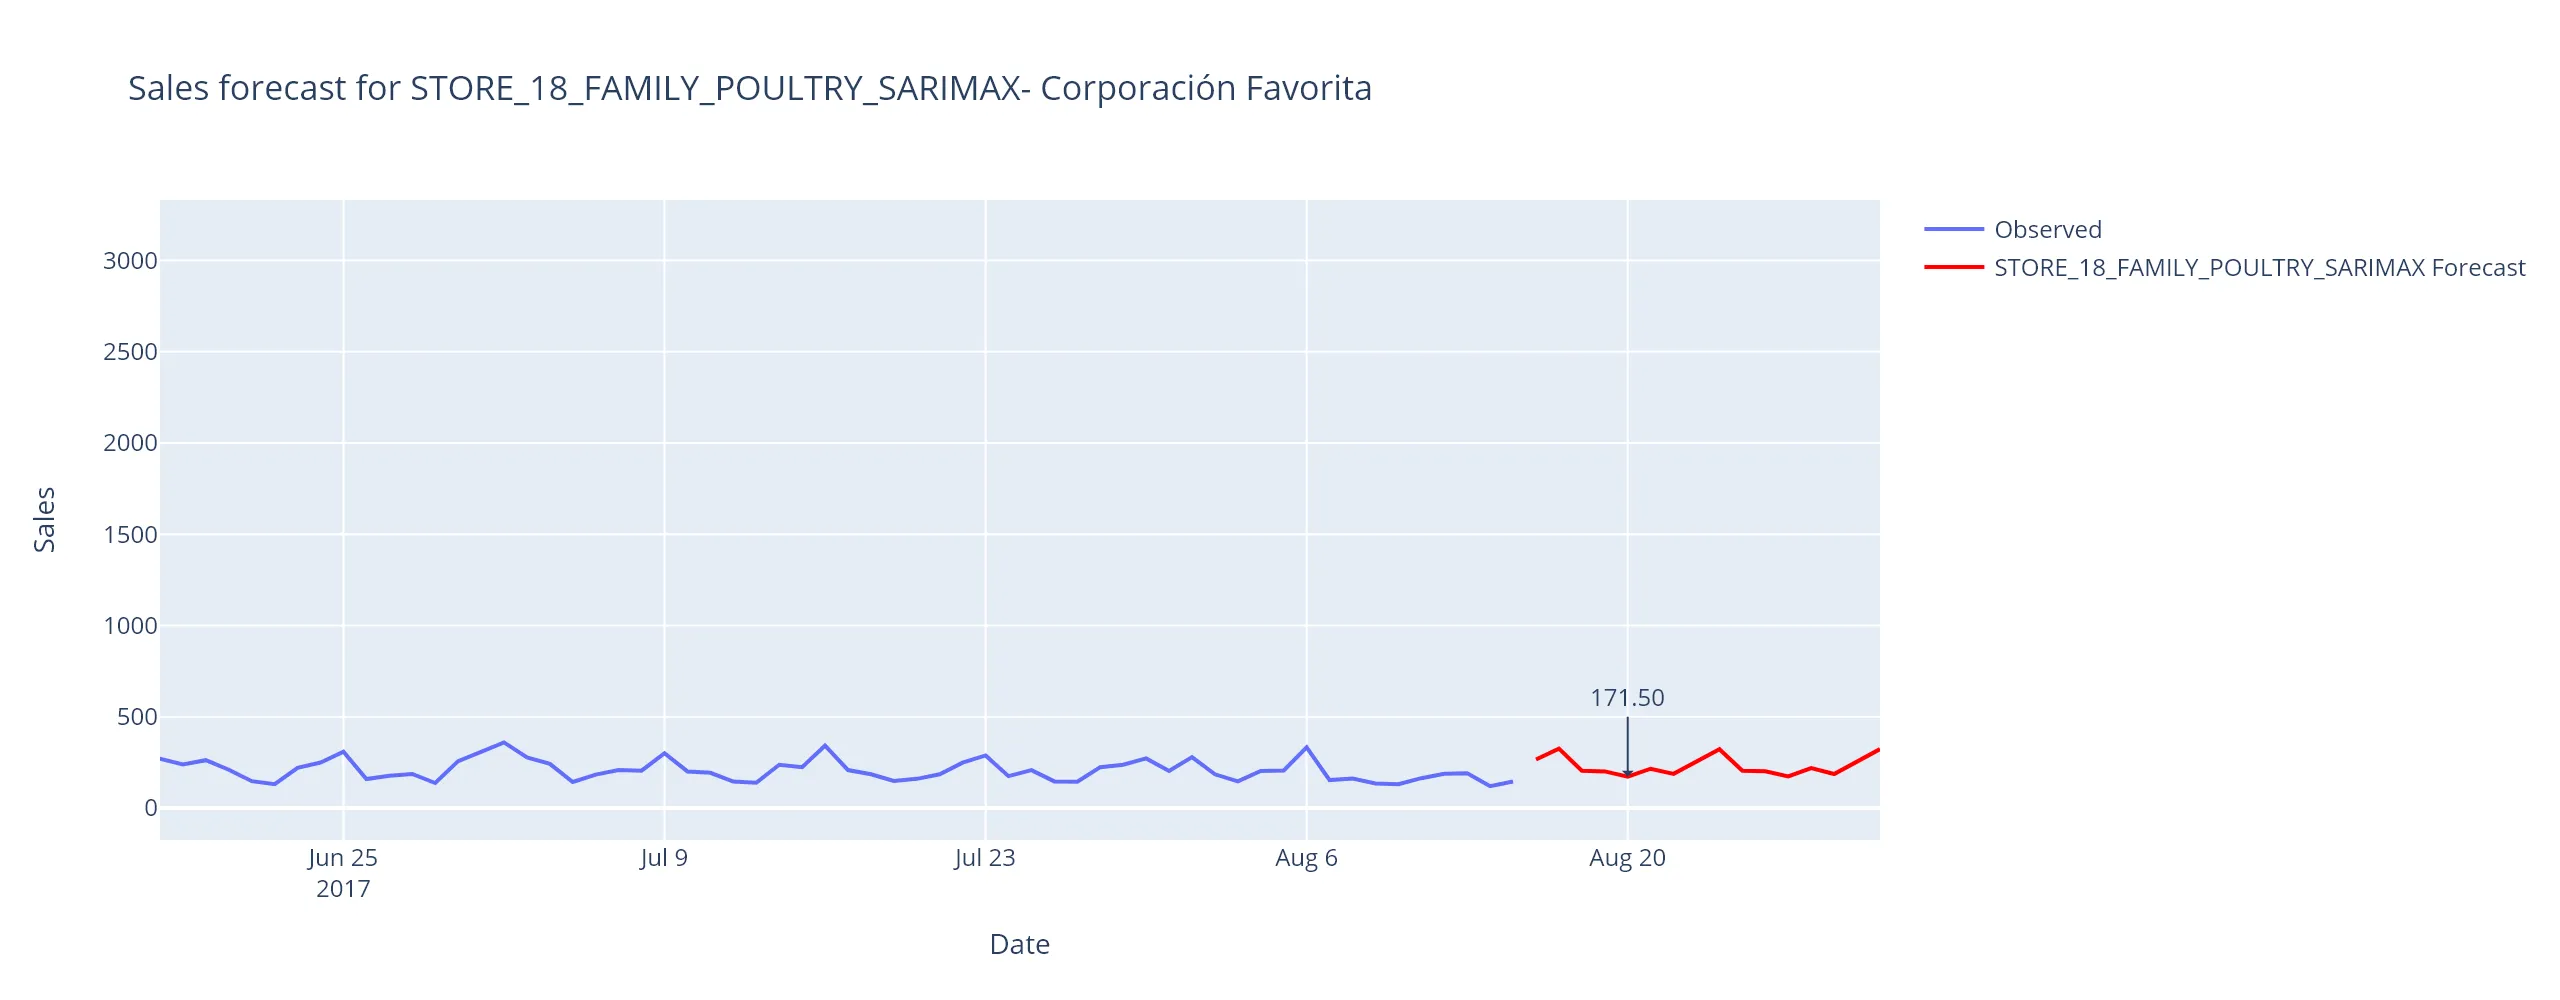 Sales forecast for STORE_18_FAMILY_POULTRY_SARIMAX- Corporación Favorita
Observed
STORE_18_FAMILY_POULTRY_SARIMAX Forecast
3000
2500
2000
1500
1000
500
0
Sales
171.50
Jun 25
2017
Jul 9
Jul 23
Aug 6
Aug 20
Date